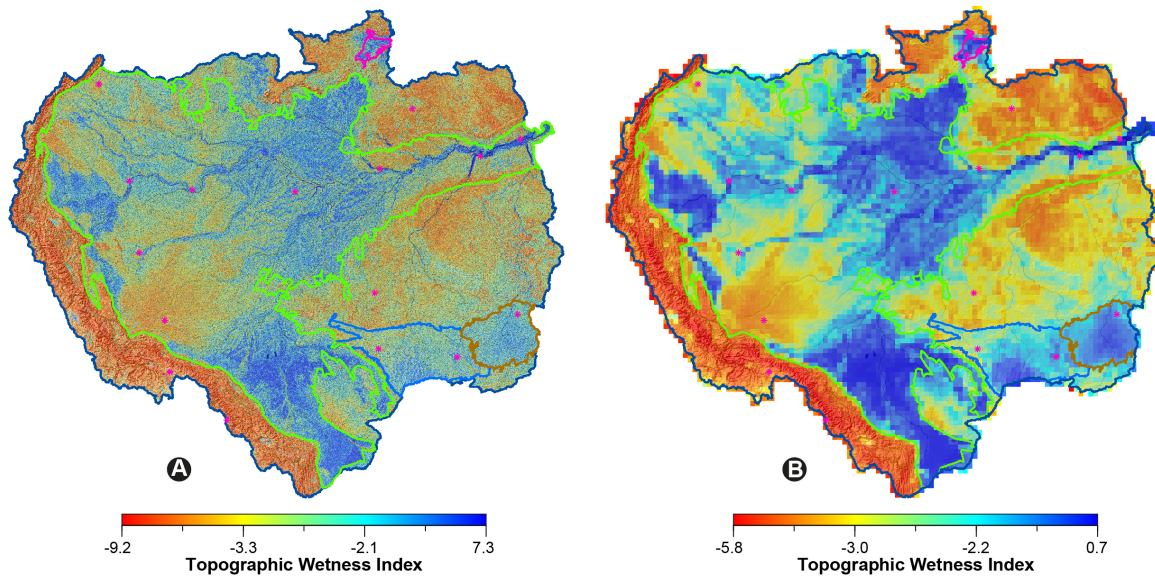 A
B
-9.2 -3.3 -2.1 7.3
Topographic Wetness Index
-5.8 -3.0 -2.2 0.7
Topographic Wetness Index